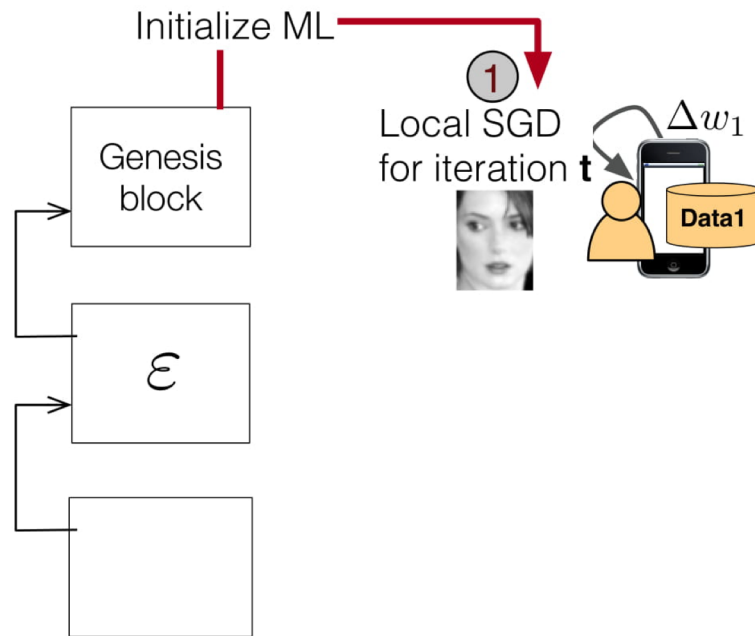 Initialize ML
1
Local SGD
for iteration t
Δw₁
Data1
Genesis
block
ε